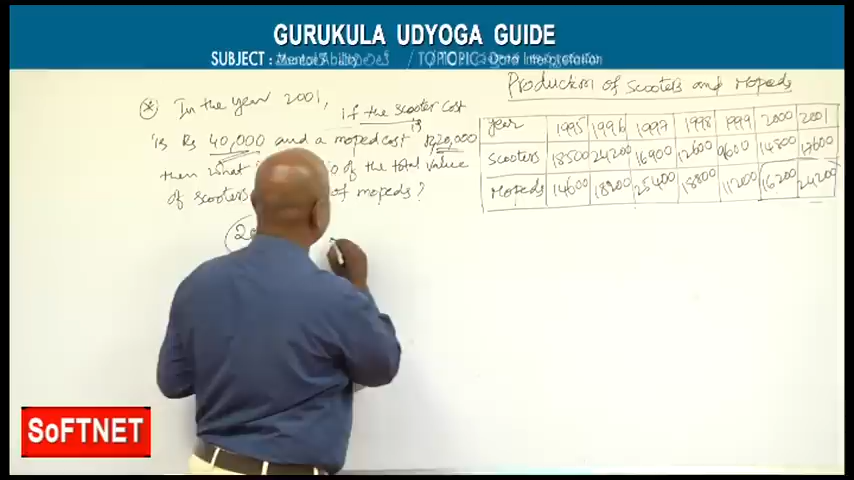 GURUKULA UDYOGA GUIDE
SUBJECT :
Production of scooters and Mopeds
(*) In the year 2001, if the scooter cost
is Rs 40,000 and a moped cost is Rs 20,000
then what of the total value
of scooters of mopeds?
year 1995 1996 1997 1998 1999 2000 2001
scooters 18500 24200 16900 12600 9600 14800 17600
Mopeds 14600 25400 18800 11200 16200 24200
SoFTNET